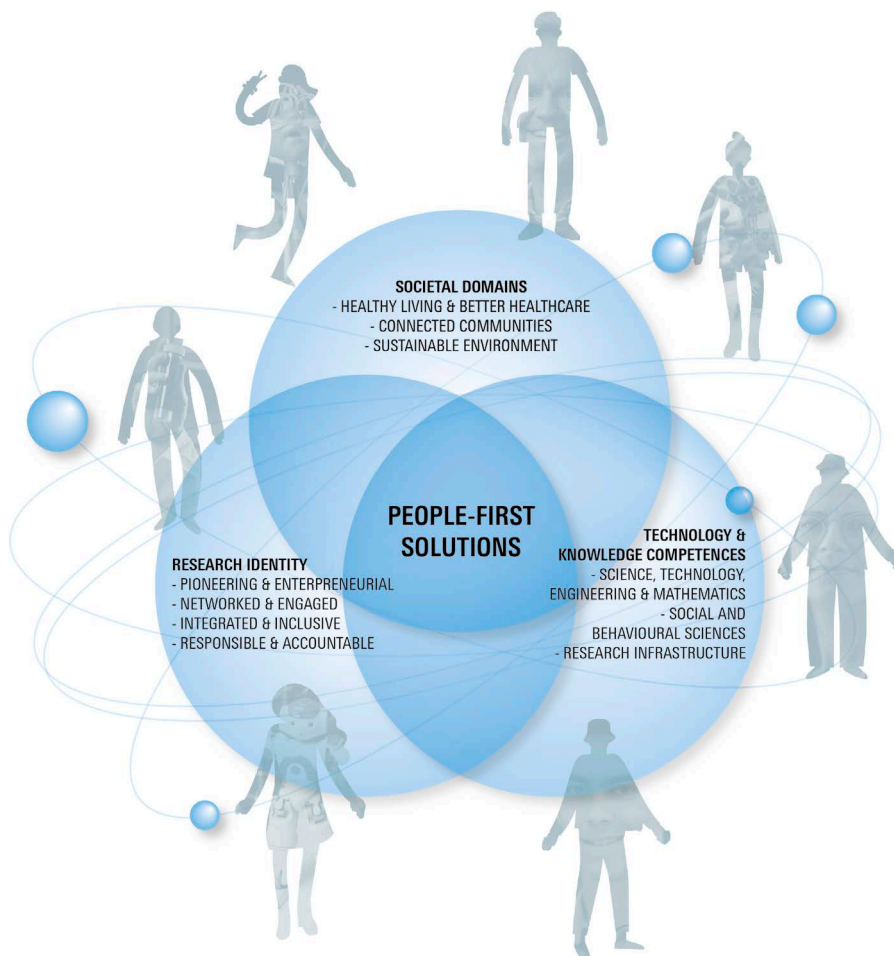 SOCIETAL DOMAINS
- HEALTHY LIVING & BETTER HEALTHCARE
- CONNECTED COMMUNITIES
- SUSTAINABLE ENVIRONMENT
PEOPLE-FIRST
SOLUTIONS
RESEARCH IDENTITY
- PIONEERING & ENTERPRENEURIAL
- NETWORKED & ENGAGED
- INTEGRATED & INCLUSIVE
- RESPONSIBLE & ACCOUNTABLE
TECHNOLOGY &
KNOWLEDGE COMPETENCES
- SCIENCE, TECHNOLOGY,
ENGINEERING & MATHEMATICS
- SOCIAL AND
BEHAVIOURAL SCIENCES
- RESEARCH INFRASTRUCTURE